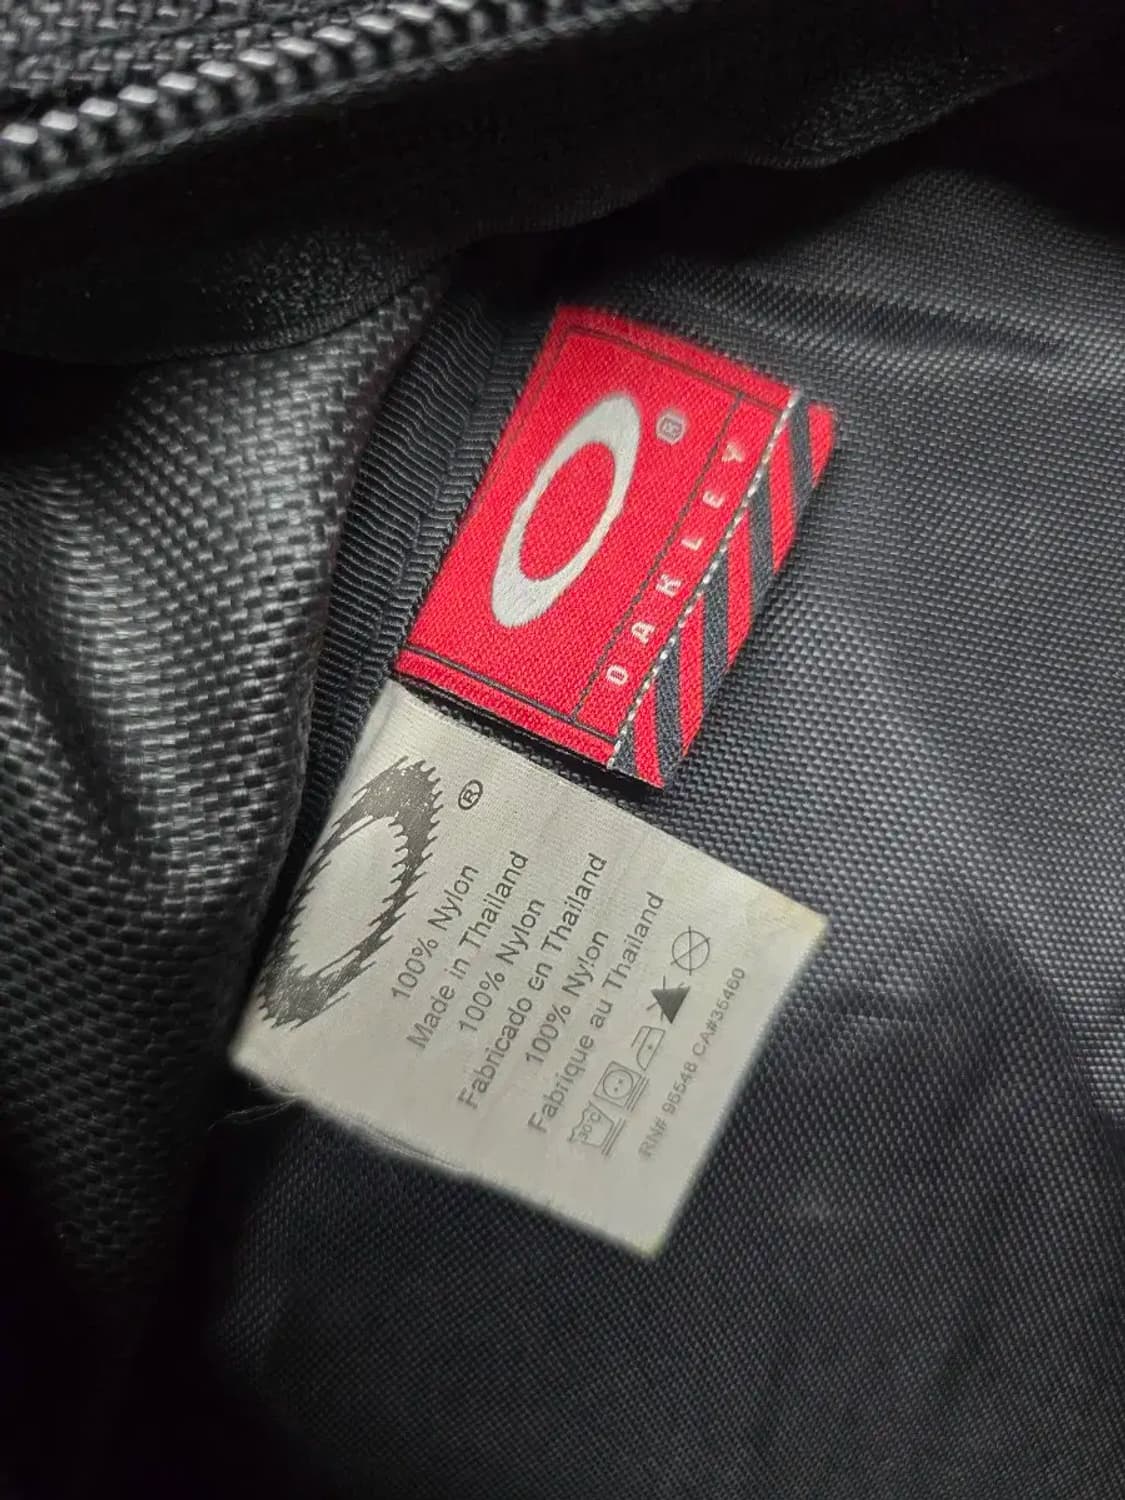 ®
OAKLEY
®
100% Nylon
Made in Thailand
100% Nylon
Fabricado en Thailand
100% Nylon
Fabrique au Thailand
30°C
RN# 95548 CA#35460